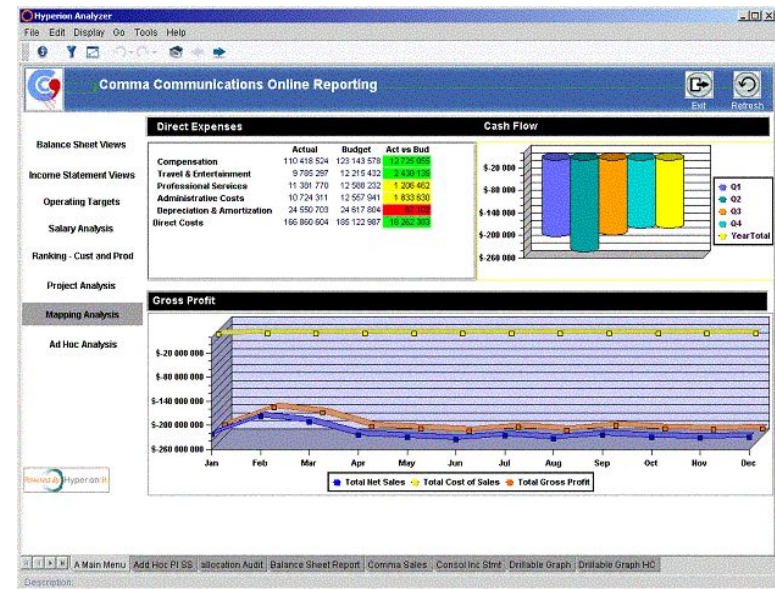 Hyperion Analyzer
File Edit Display Go Tools Help
Comma Communications Online Reporting
Exit Refresh
Balance Sheet Views
Income Statement Views
Operating Targets
Salary Analysis
Ranking - Cust and Prod
Project Analysis
Mapping Analysis
Ad Hoc Analysis
Powered By Hyperion
Direct Expenses
Actual Budget Act vs Bud
Compensation 110 418 524 123 143 578 12 725 055
Travel & Entertainment 9 785 297 12 215 432 2 430 135
Professional Services 11 381 770 12 588 232 1 206 462
Administrative Costs 10 724 311 12 557 941 1 833 630
Depreciation & Amortization 24 550 703 24 617 804
Direct Costs 166 860 604 185 122 987 18 262 383
Cash Flow
$-20 000
$-80 000
$-140 000
$-200 000
$-260 000
Q1
Q2
Q3
Q4
YearTotal
Gross Profit
$-20 000 000
$-80 000 000
$-140 000 000
$-200 000 000
$-260 000 000
Jan Feb Mar Apr May Jun Jul Aug Sep Oct Nov Dec
Total Net Sales Total Cost of Sales Total Gross Profit
A Main Menu Add Hoc Pl SS allocation Audit Balance Sheet Report Comma Sales Consol Inc Stmt Drillable Graph Drillable Graph HC
Description: